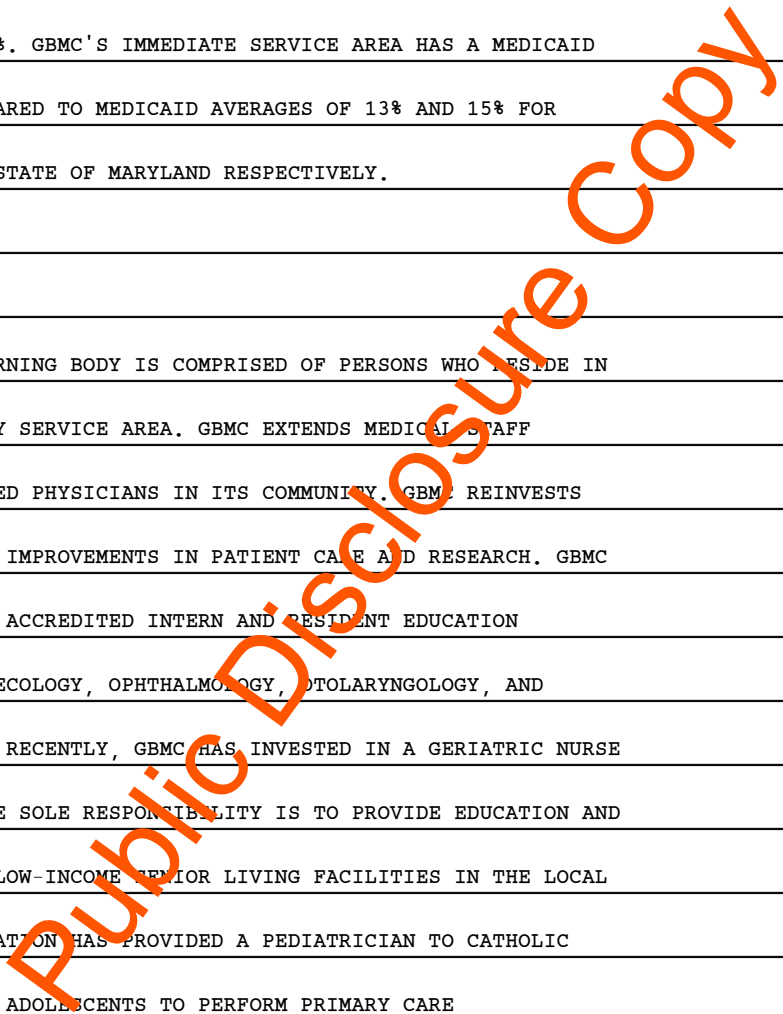 %. GBMC'S IMMEDIATE SERVICE AREA HAS A MEDICAID
ARED TO MEDICAID AVERAGES OF 13% AND 15% FOR
STATE OF MARYLAND RESPECTIVELY.
RNING BODY IS COMPRISED OF PERSONS WHO RESIDE IN
Y SERVICE AREA. GBMC EXTENDS MEDICAL STAFF
ED PHYSICIANS IN ITS COMMUNITY. GBMC REINVESTS
IMPROVEMENTS IN PATIENT CARE AND RESEARCH. GBMC
ACCREDITED INTERN AND RESIDENT EDUCATION
ECOLOGY, OPHTHALMOLOGY, OTOLARYNGOLOGY, AND
RECENTLY, GBMC HAS INVESTED IN A GERIATRIC NURSE
E SOLE RESPONSIBILITY IS TO PROVIDE EDUCATION AND
LOW-INCOME SENIOR LIVING FACILITIES IN THE LOCAL
ATION HAS PROVIDED A PEDIATRICIAN TO CATHOLIC
ADOLESCENTS TO PERFORM PRIMARY CARE
Public Disclosure Copy